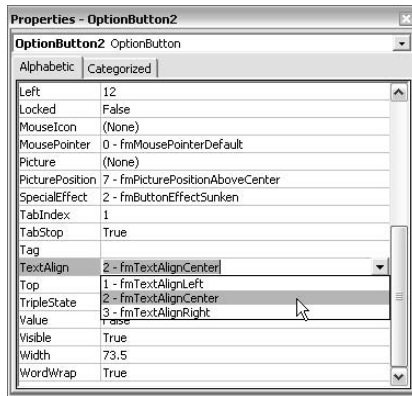 Properties - OptionButton2
OptionButton2 OptionButton
Alphabetic Categorized
Left 12
Locked False
MouseIcon (None)
MousePointer 0 - fmMousePointerDefault
Picture (None)
PicturePosition 7 - fmPicturePositionAboveCenter
SpecialEffect 2 - fmButtonEffectSunken
TabIndex 1
TabStop True
Tag
TextAlign 2 - fmTextAlignCenter
Top 1 - fmTextAlignLeft
TripleState 2 - fmTextAlignCenter
3 - fmTextAlignRight
Value False
Visible True
Width 73.5
WordWrap True